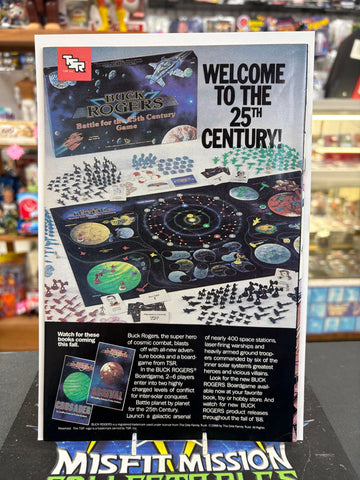 TSR
BUCK
ROGERS
Battle for the 25th Century
Game
WELCOME
TO THE
25TH
CENTURY!
Watch for these
books coming
this fall.
Buck Rogers, the super hero
of cosmic combat, blasts
off with all-new adven-
ture books and a board-
game from TSR.
In the BUCK ROGERS
Boardgame, 2-6 players
enter into two highly
charged levels of conflict
for inter-solar conquest.
Battle planet by planet
for the 25th Century.
Launch a galactic arsenal
of nearly 400 space stations,
laser-firing warships and
heavily armed ground troop-
ers commanded by six of the
inner solar systems greatest
heroes and vicious villains.
Look for the new BUCK
ROGERS Boardgame avail-
able now at your favorite
book, toy or hobby store. And
watch for new BUCK
ROGERS product releases
throughout the fall of '88.
MISFIT MISSION
COLLECTIBLES